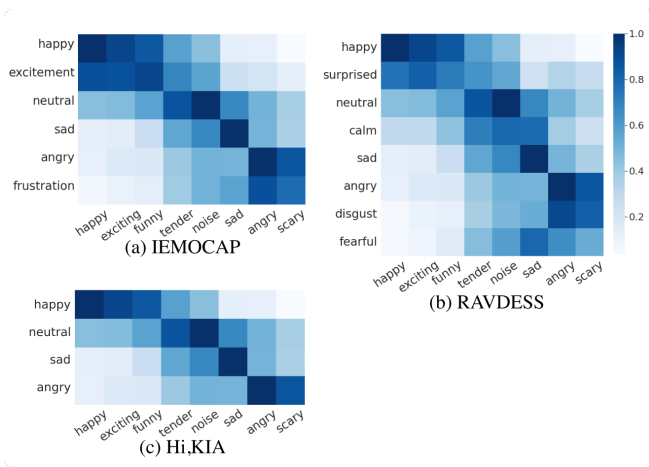 happy
excitement
neutral
sad
angry
frustration
happy exciting funny tender noise sad angry scary
(a) IEMOCAP
happy
surprised
neutral
calm
sad
angry
disgust
fearful
happy exciting funny tender noise sad angry scary
(b) RAVDESS
1.0
0.8
0.6
0.4
0.2
happy
neutral
sad
angry
happy exciting funny tender noise sad angry scary
(c) Hi,KIA